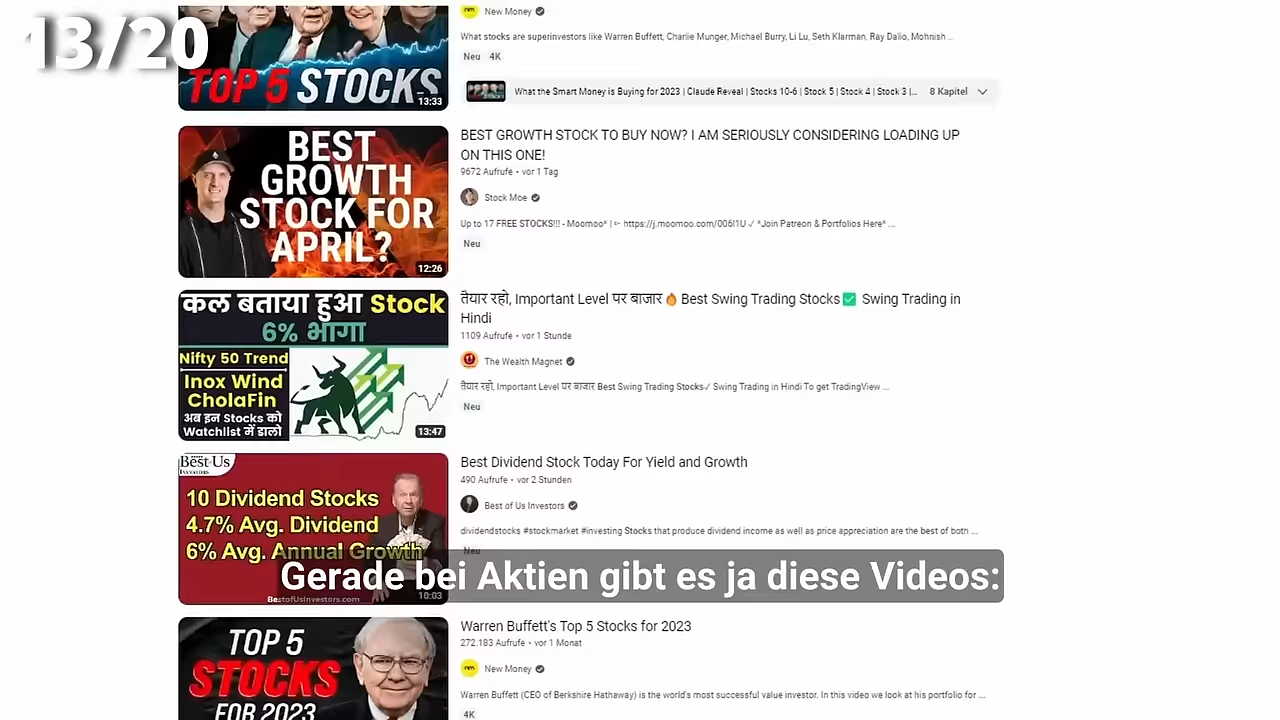 13/20
TOP 5 STOCKS
13:33
New Money
What stocks are superinvestors like Warren Buffett, Charlie Munger, Michael Burry, Li Lu, Seth Klarman, Ray Dalio, Mohnish ...
Neu 4K
What the Smart Money is Buying for 2023 | Claude Reveal | Stocks 10-6 | Stock 5 | Stock 4 | Stock 3 |... 8 Kapitel
BEST
GROWTH
STOCK FOR
APRIL?
12:26
BEST GROWTH STOCK TO BUY NOW? I AM SERIOUSLY CONSIDERING LOADING UP
ON THIS ONE!
9672 Aufrufe • vor 1 Tag
Stock Moe
Up to 17 FREE STOCKS!!! - Moomoo* | ➳ https://j.moomoo.com/006I1U ✓ *Join Patreon & Portfolios Here* ...
Neu
कल बताया हुआ Stock
6% भागा
Nifty 50 Trend
Inox Wind
CholaFin
अब इन Stocks को
Watchlist में डालो
13:47
तैयार रहो, Important Level पर बाजार🔥Best Swing Trading Stocks✅ Swing Trading in
Hindi
1109 Aufrufe • vor 1 Stunde
The Wealth Magnet
तैयार रहो, Important Level पर बाजार Best Swing Trading Stocks✓ Swing Trading in Hindi To get TradingView ...
Neu
Best of Us
INVESTORS
10 Dividend Stocks
4.7% Avg. Dividend
6% Avg. Annual Growth
BestofUsInvestors.com
10:03
Best Dividend Stock Today For Yield and Growth
490 Aufrufe • vor 2 Stunden
Best of Us Investors
dividendstocks #stockmarket #investing Stocks that produce dividend income as well as price appreciation are the best of both ...
Neu
Gerade bei Aktien gibt es ja diese Videos:
TOP 5
STOCKS
FOR 2023
Warren Buffett's Top 5 Stocks for 2023
272.183 Aufrufe • vor 1 Monat
New Money
Warren Buffett (CEO of Berkshire Hathaway) is the world's most successful value investor. In this video we look at his portfolio for ...
4K